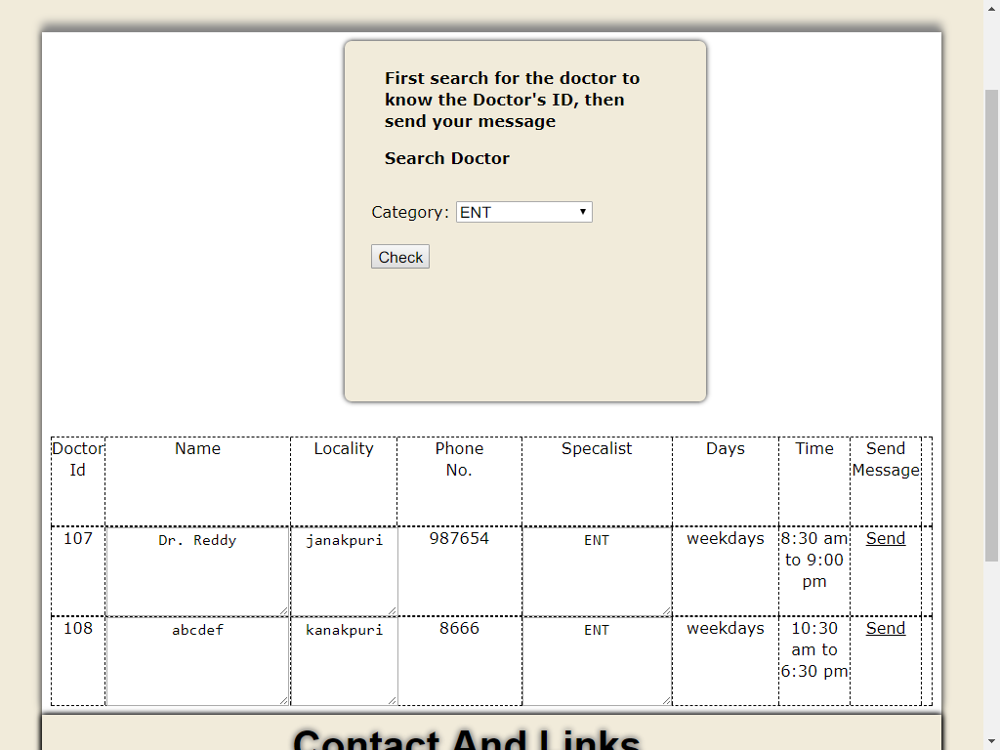 First search for the doctor to
know the Doctor's ID, then
send your message
Search Doctor
Category: ENT
Check
Doctor Id Name Locality Phone No. Specalist Days Time Send Message
107 Dr. Reddy janakpuri 987654 ENT weekdays 8:30 am to 9:00 pm Send
108 abcdef kanakpuri 8666 ENT weekdays 10:30 am to 6:30 pm Send
Contact And Links